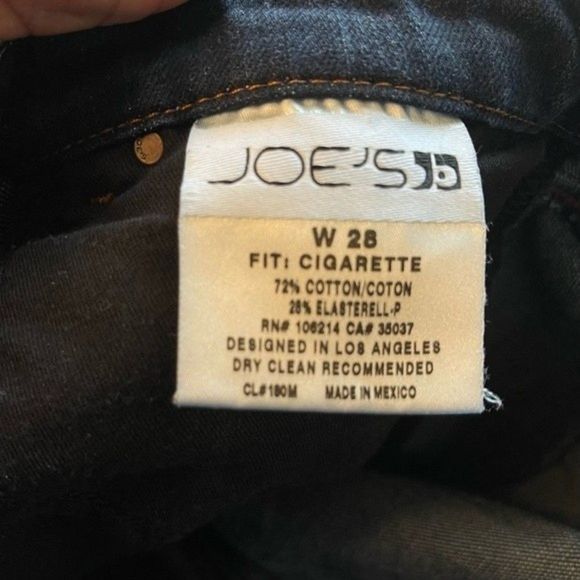 JOE'S
W 28
FIT: CIGARETTE
72% COTTON/COTON
28% ELASTERELL-P
RN# 106214 CA# 35037
DESIGNED IN LOS ANGELES
DRY CLEAN RECOMMENDED
CL#180M MADE IN MEXICO